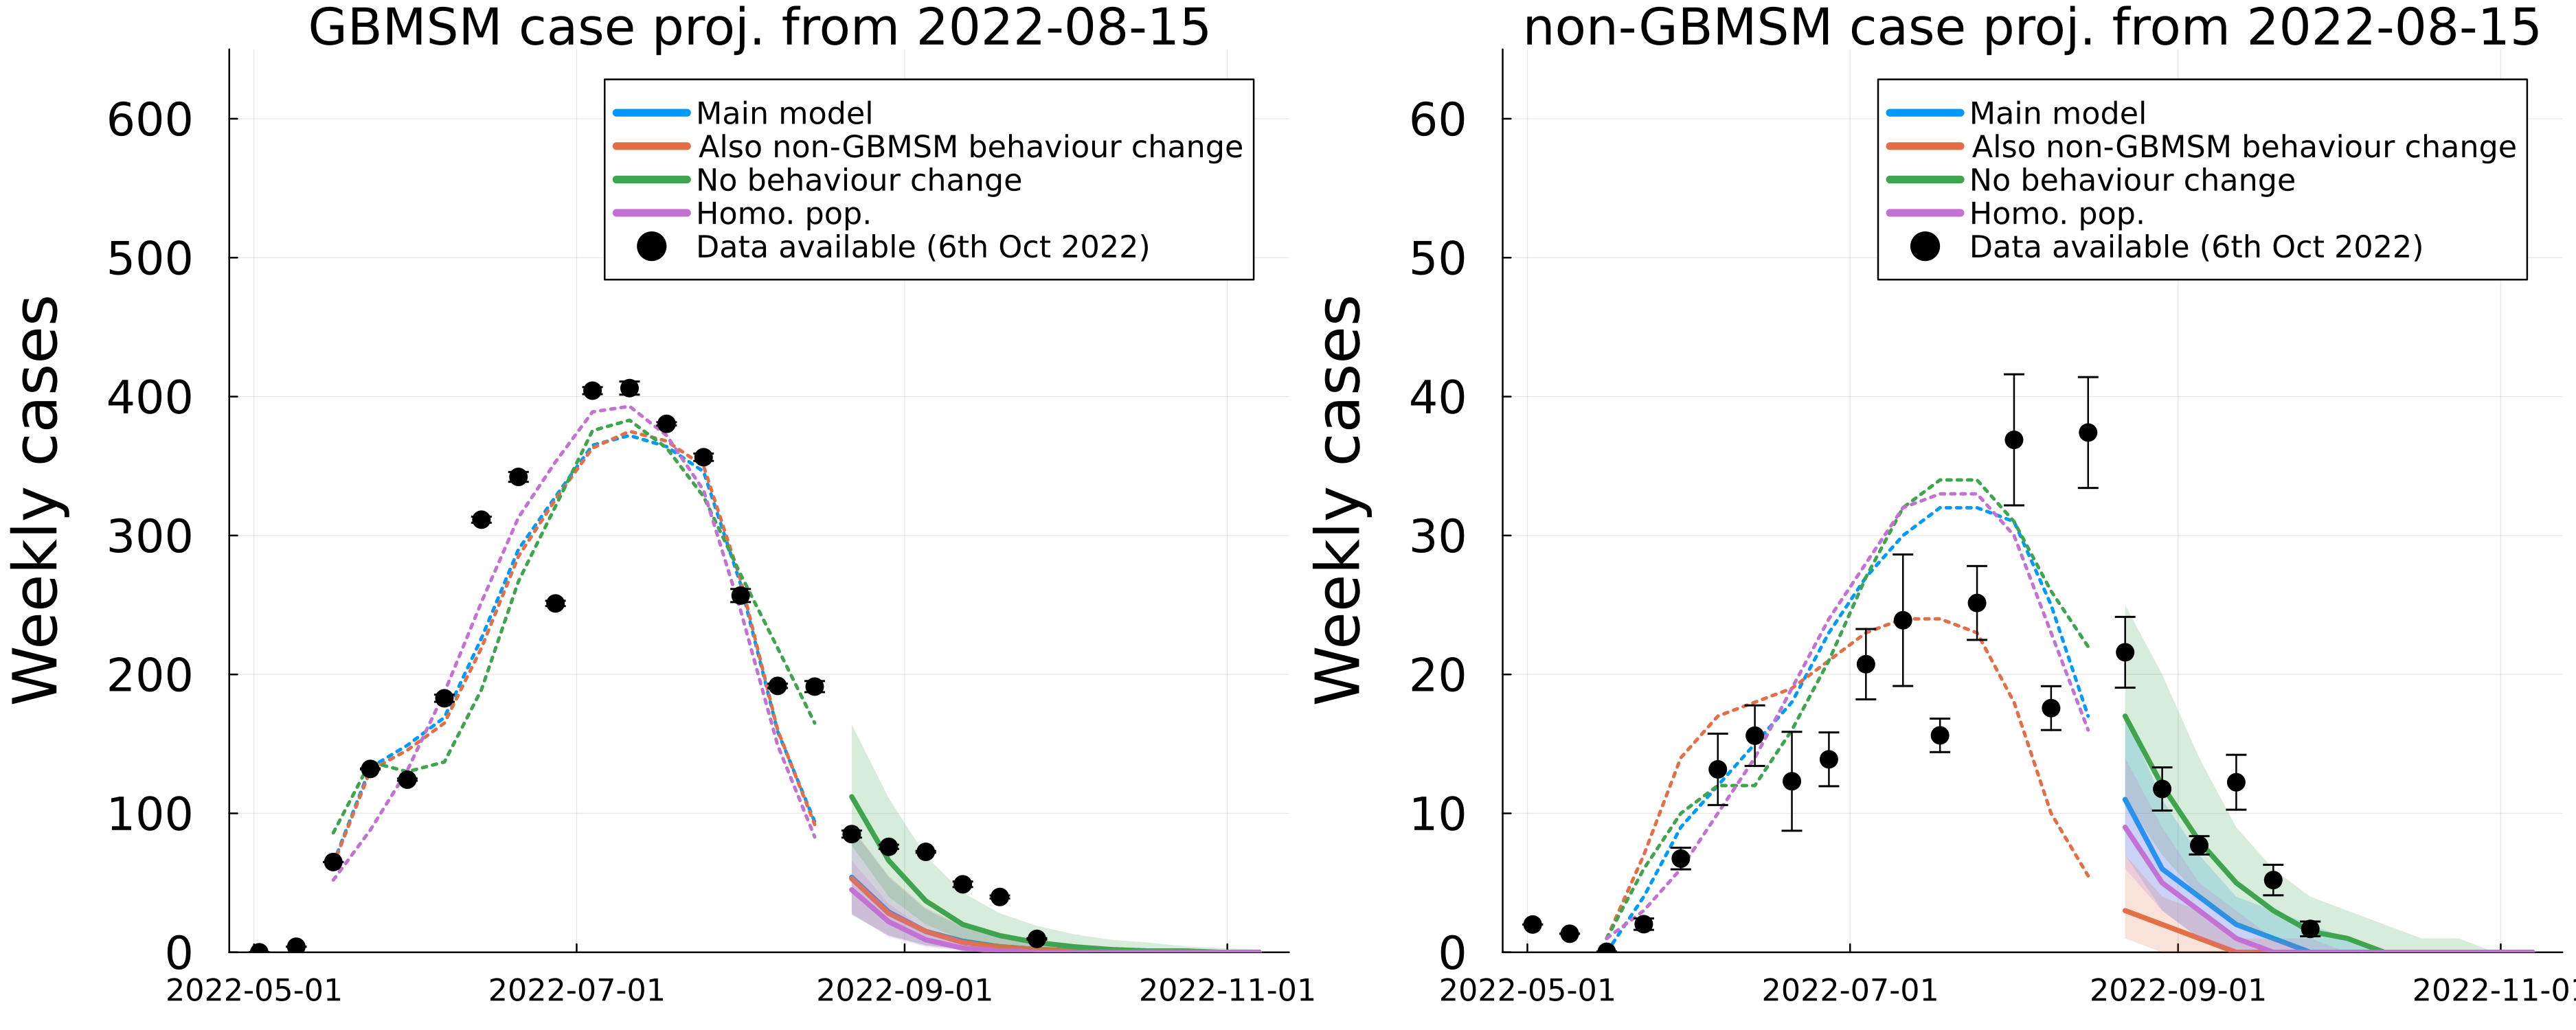 GBMSM case proj. from 2022-08-15
Weekly cases
600
500
400
300
200
100
0
2022-05-01
2022-07-01
2022-09-01
2022-11-01
Main model
Also non-GBMSM behaviour change
No behaviour change
Homo. pop.
Data available (6th Oct 2022)
non-GBMSM case proj. from 2022-08-15
Weekly cases
60
50
40
30
20
10
0
2022-05-01
2022-07-01
2022-09-01
2022-11-0
Main model
Also non-GBMSM behaviour change
No behaviour change
Homo. pop.
Data available (6th Oct 2022)